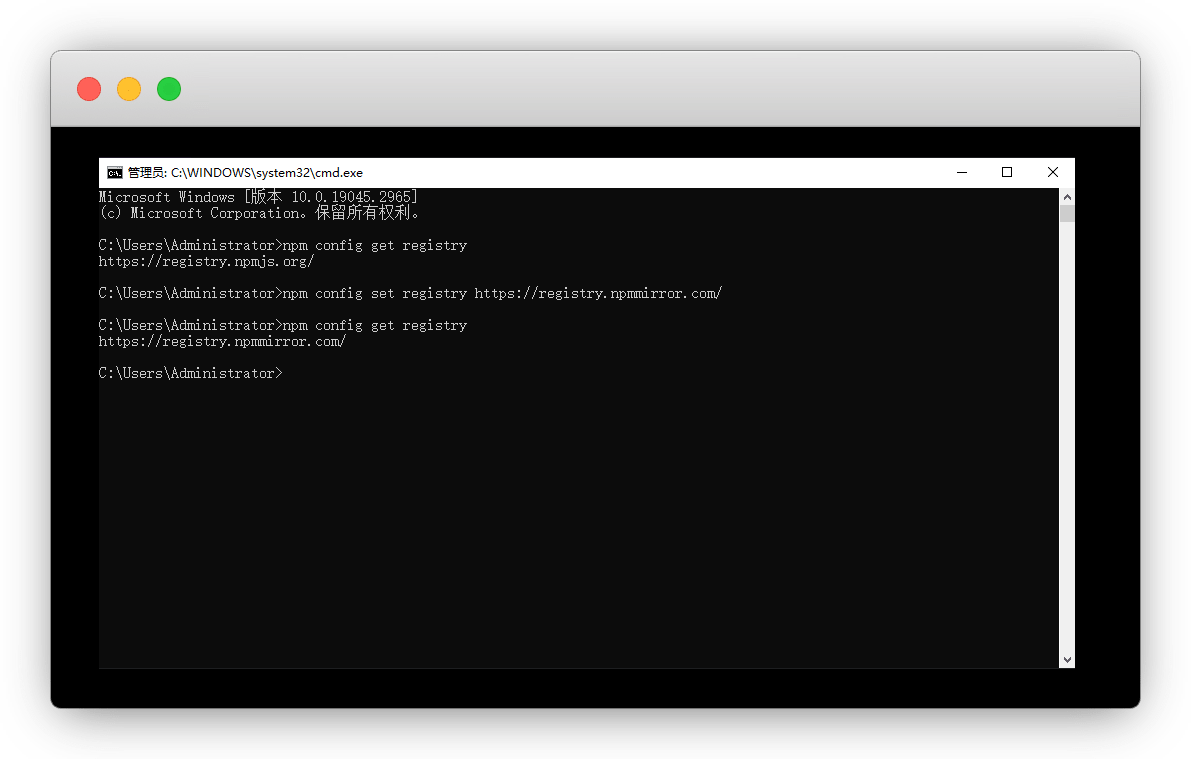 管理员: C:\WINDOWS\system32\cmd.exe
Microsoft Windows [版本 10.0.19045.2965]
(c) Microsoft Corporation。保留所有权利。
C:\Users\Administrator>npm config get registry
https://registry.npmjs.org/
C:\Users\Administrator>npm config set registry https://registry.npmmirror.com/
C:\Users\Administrator>npm config get registry
https://registry.npmmirror.com/
C:\Users\Administrator>